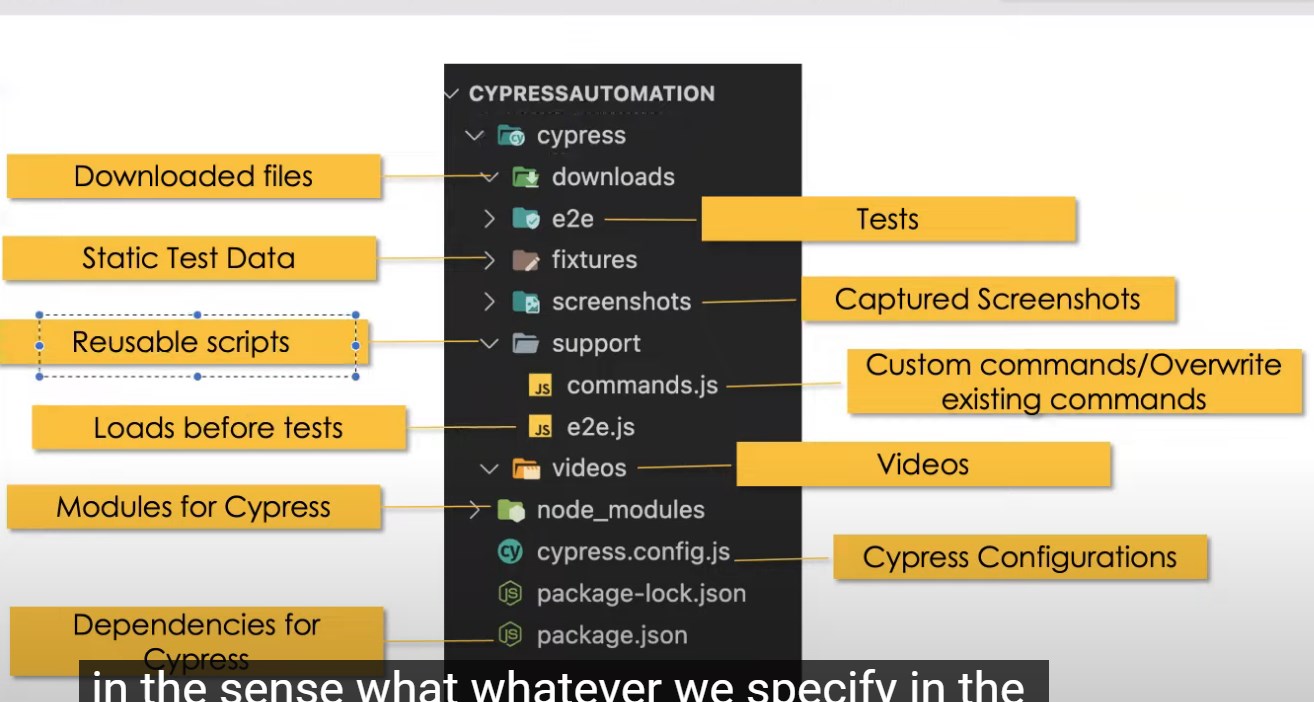 CYPRESSAUTOMATION
cypress
Downloaded files
downloads
e2e
Tests
Static Test Data
fixtures
screenshots
Captured Screenshots
Reusable scripts
support
commands.js
Custom commands/Overwrite
existing commands
Loads before tests
e2e.js
videos
Videos
Modules for Cypress
node_modules
cypress.config.js
Cypress Configurations
package-lock.json
Dependencies for
Cypress
package.json
in the sense what whatever we specify in the